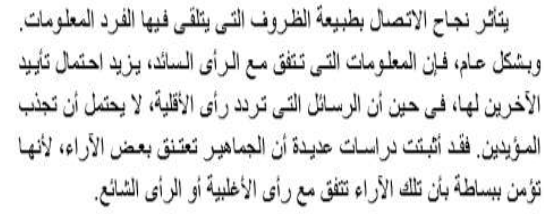 يتأثر نجاح الاتصال بطبيعة الظروف التى يتلقى فيها الفرد المعلومات.
وبشكل عام، فإن المعلومات التى تتفق مع الرأى السائد، يزيد احتمال تأييد
الآخرين لها، فى حين أن الرسائل التى تردد رأى الأقلية، لا يحتمل أن تجذب
المؤيدين. فقد أثبتت دراسات عديدة أن الجماهير تعتنق بعض الآراء، لأنها
تؤمن ببساطة بأن تلك الآراء تتفق مع رأى الأغلبية أو الرأى الشائع.